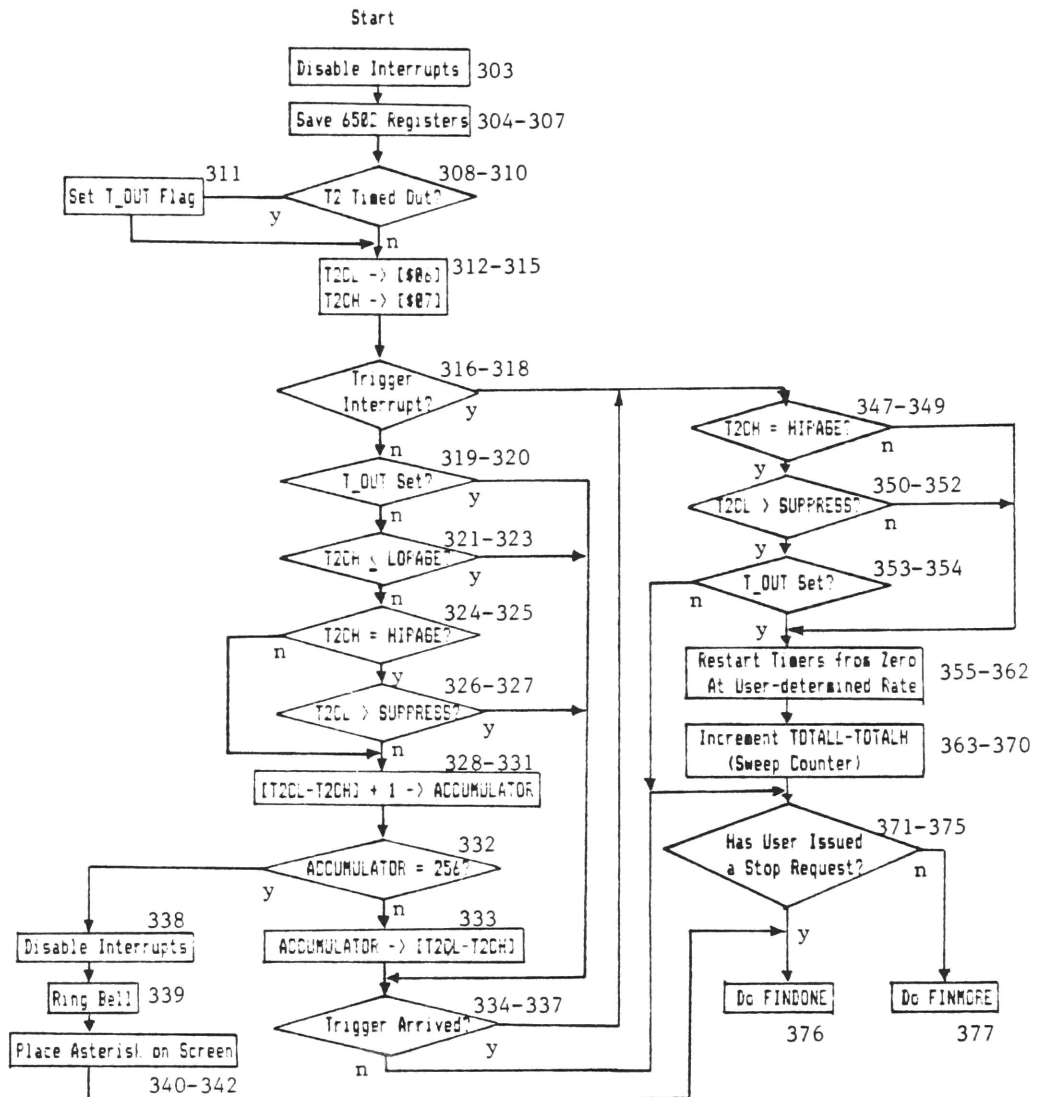 Start
Disable Interrupts 303
Save 6502 Registers 304-307
311
308-310
Set T_OUT Flag
T2 Timed Out?
y
n
T2CL -> [$06] 312-315
T2CH -> [$07]
316-318
Trigger
Interrupt?
y
n
319-320
T_OUT Set?
y
n
321-323
T2CH < LOPAGE?
y
n
324-325
T2CH = HIPAGE?
n
y
326-327
T2CL > SUPPRESS?
y
n
328-331
[T2CL-T2CH] + 1 -> ACCUMULATOR
332
ACCUMULATOR = 256?
y
n
338
Disable Interrupts
333
ACCUMULATOR -> [T2CL-T2CH]
Ring Bell 339
334-337
Trigger Arrived?
y
n
Place Asterisk on Screen
340-342
347-349
T2CH = HIPAGE?
n
y
350-352
T2CL > SUPPRESS?
n
y
353-354
T_OUT Set?
n
y
Restart Timers from Zero
At User-determined Rate
355-362
Increment TOTALL-TOTALH
(Sweep Counter)
363-370
371-375
Has User Issued
a Stop Request?
n
y
Do FINDONE
Do FINMORE
376
377